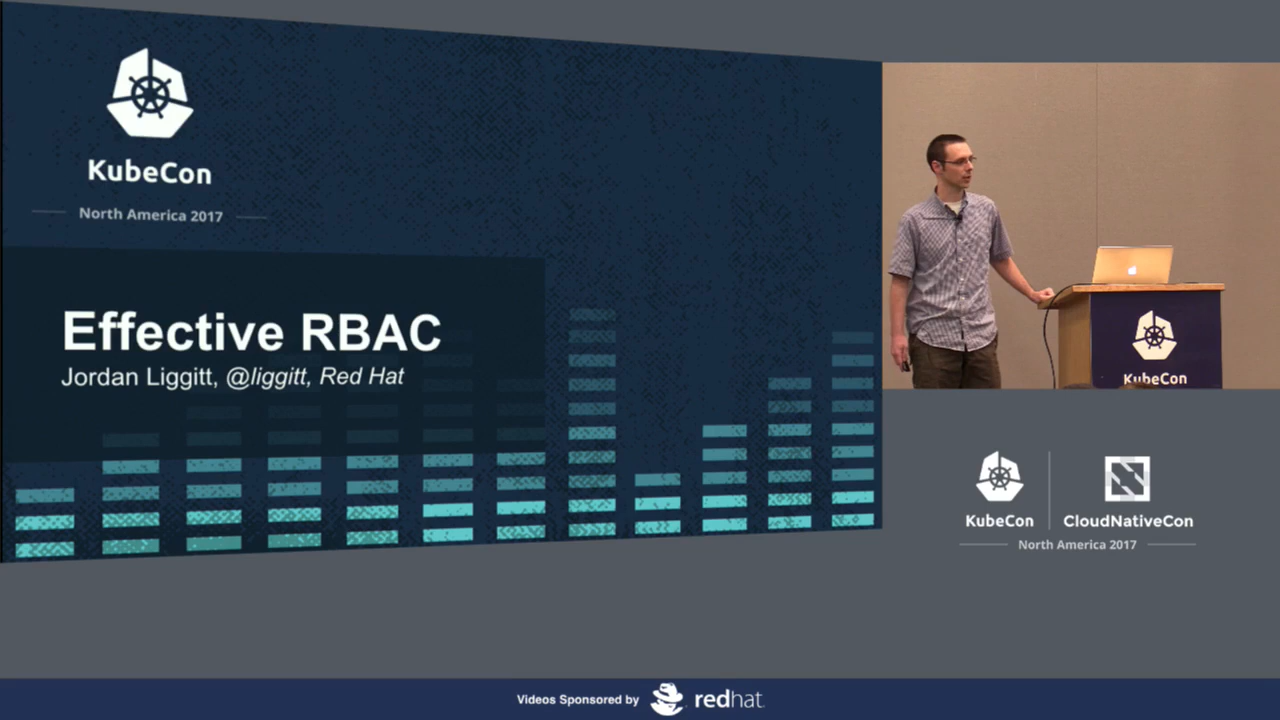 KubeCon
North America 2017
Effective RBAC
Jordan Liggitt, @liggitt, Red Hat
KubeCon
KubeCon
CloudNativeCon
North America 2017
Videos Sponsored by
redhat.